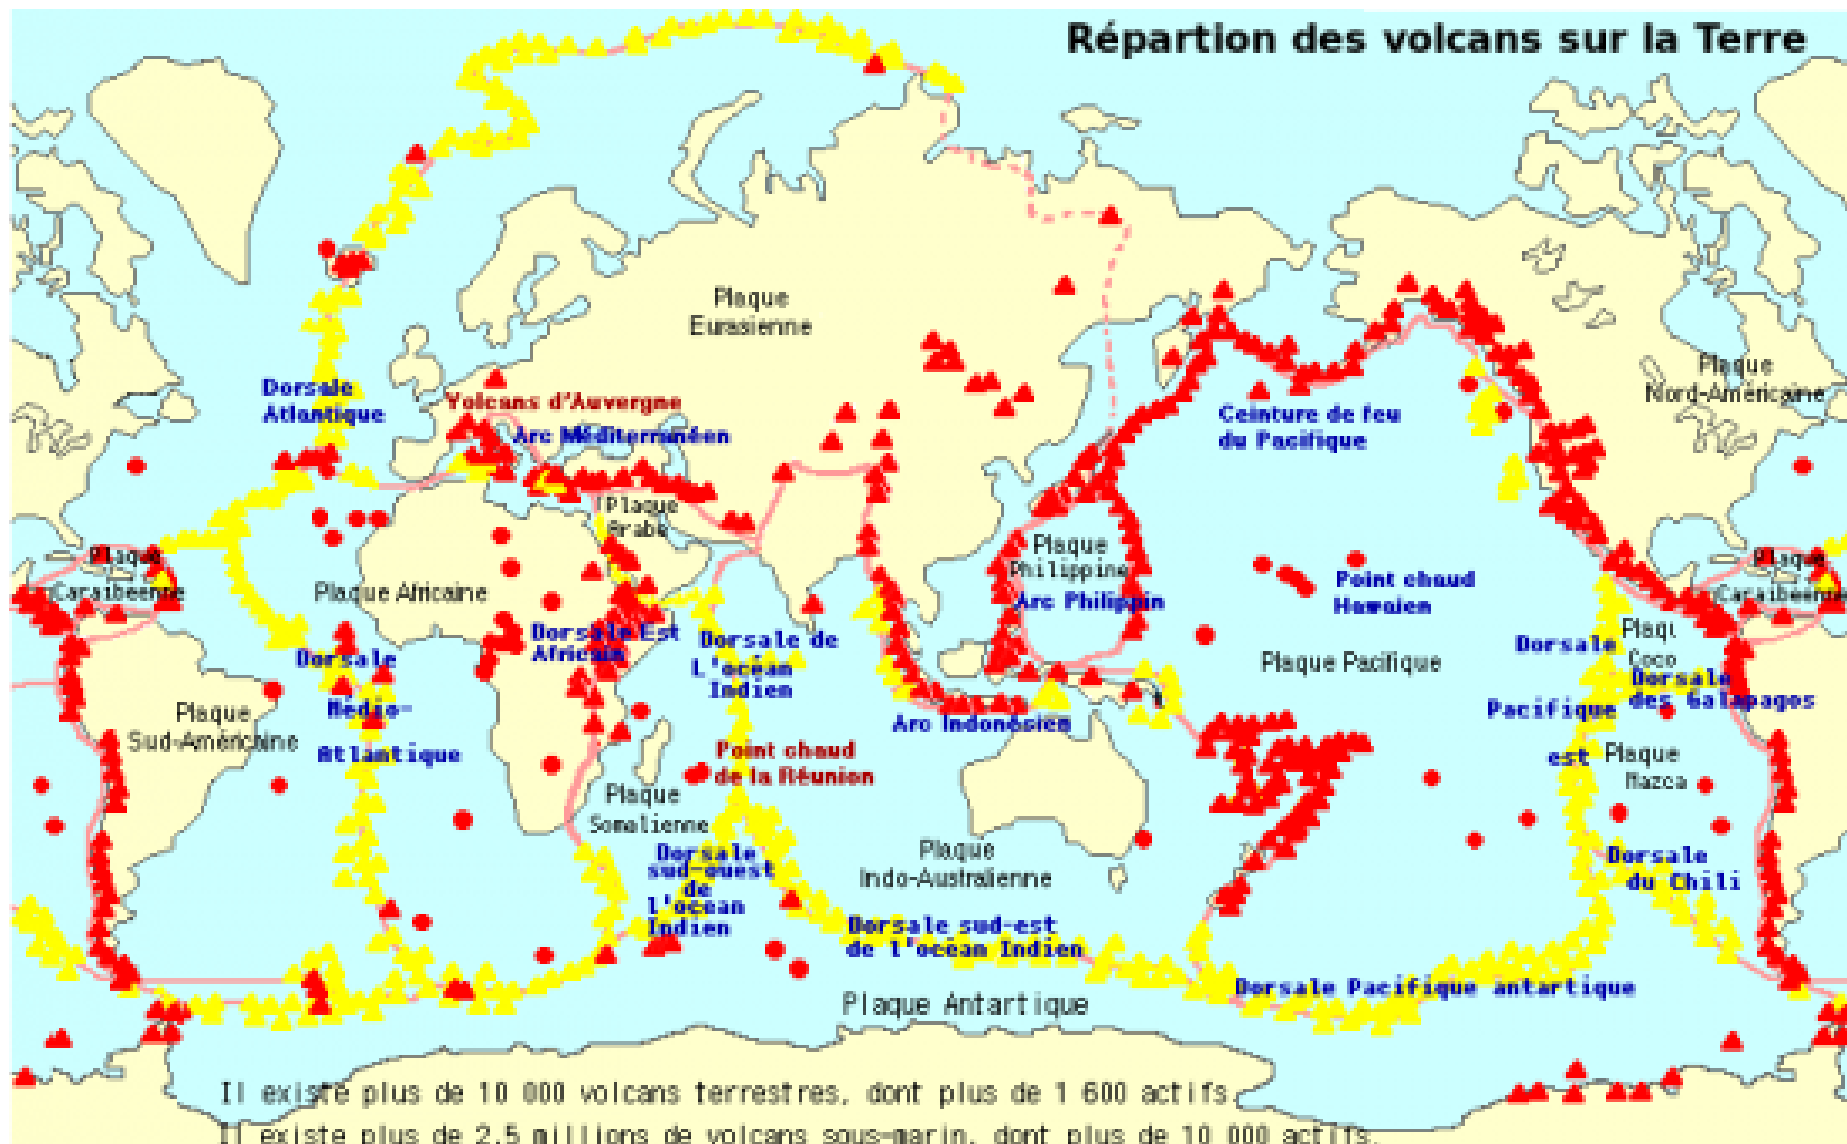 Répartion des volcans sur la Terre
Plaque
Eurasienne
Plaque
Nord-Américaine
Dorsale
Atlantique
Volcans d'Auvergne
Arc Méditerranéen
Ceinture de feu
du Pacifique
Plaque
Arabe
Plaque
Caraibéenne
Plaque Africaine
Plaque
Philippine
Arc Philippin
Point chaud
Hawaien
Plaque
Caraibéenne
Dorsale Est
Africain
Dorsale de
L'océan
Indien
Plaque Pacifique
Dorsale
Pacifique
est
Plaqu
Coco
Dorsale
des Galapagos
Dorsale
Medio-
Atlantique
Plaque
Sud-Américaine
Arc Indonésien
Point chaud
de la Réunion
Plaque
Nazca
Plaque
Somalienne
Dorsale
sud-ouest
de
l'océan
Indien
Plaque
Indo-Australienne
Dorsale
du Chili
Dorsale sud-est
de l'océan Indien
Dorsale Pacifique antartique
Plaque Antartique
Il existe plus de 10 000 volcans terrestres, dont plus de 1 600 actifs.
Il existe plus de 2,5 millions de volcans sous-marin, dont plus de 10 000 actifs.